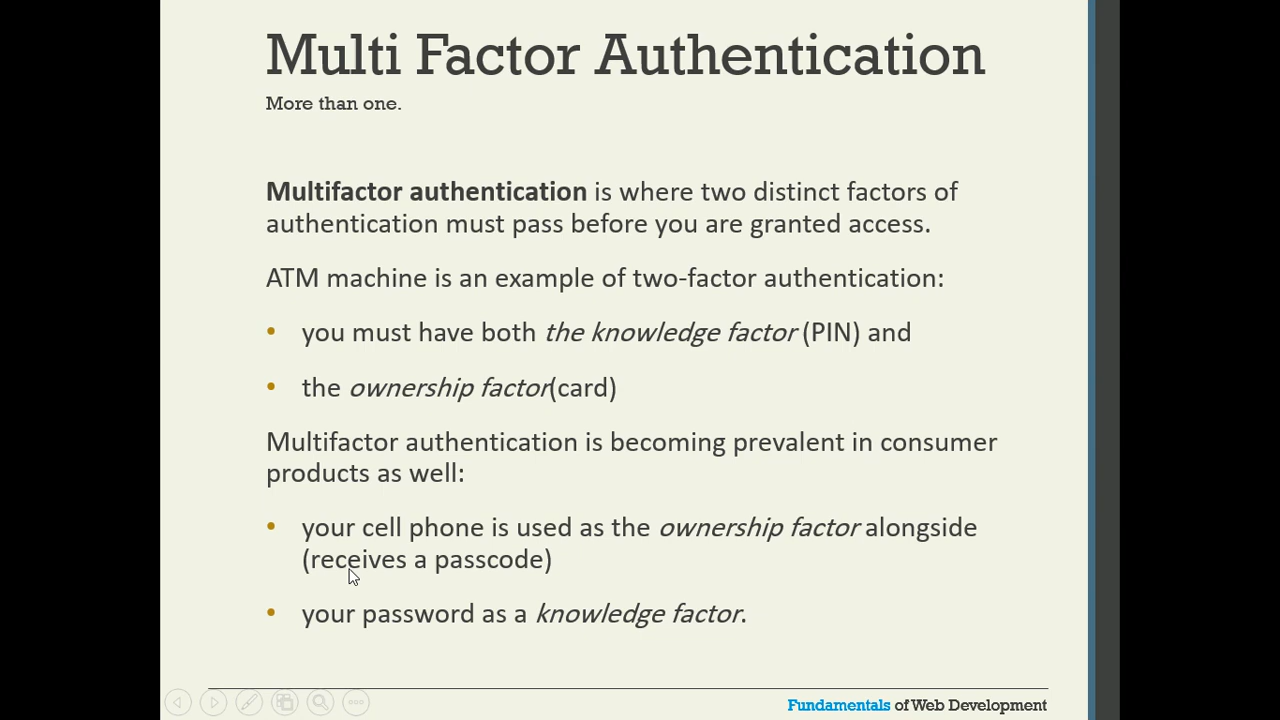 Multi Factor Authentication
More than one.
Multifactor authentication is where two distinct factors of
authentication must pass before you are granted access.
ATM machine is an example of two-factor authentication:
• you must have both the knowledge factor (PIN) and
• the ownership factor(card)
Multifactor authentication is becoming prevalent in consumer
products as well:
• your cell phone is used as the ownership factor alongside
(receives a passcode)
• your password as a knowledge factor.
Fundamentals of Web Development